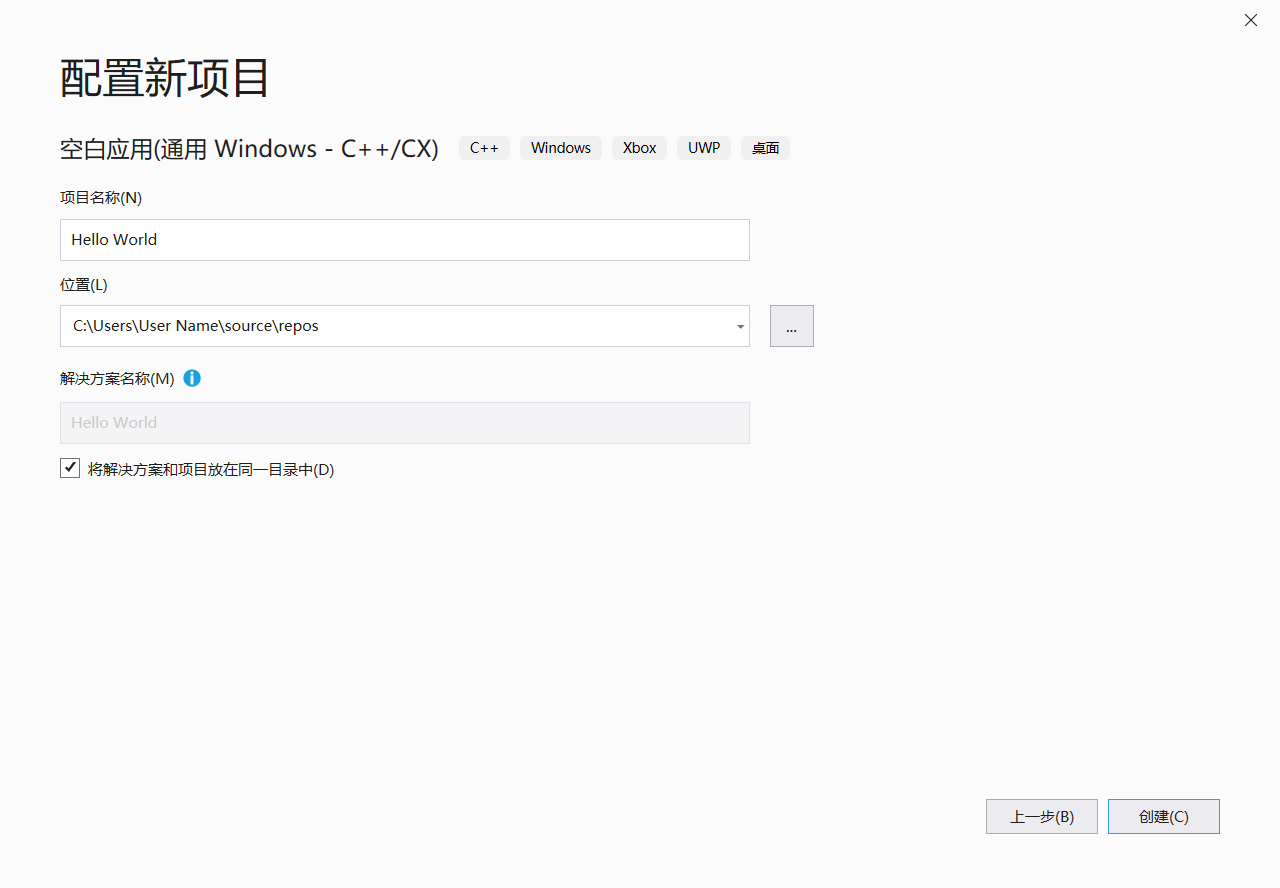 配置新项目
空白应用(通用 Windows - C++/CX) C++ Windows Xbox UWP 桌面
项目名称(N)
Hello World
位置(L)
C:\Users\User Name\source\repos
...
解决方案名称(M)
Hello World
将解决方案和项目放在同一目录中(D)
上一步(B) 创建(C)